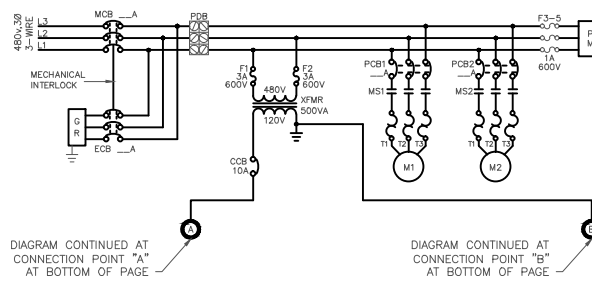 MCB __A
PDB
F3-5
480v,3Ø
3-WIRE
L3
L2
L1
1A
600V
P
M
MECHANICAL
INTERLOCK
F1
3A
600V
F2
3A
600V
480V
XFMR
500VA
120V
PCB1
__A
MS1
PCB2
__A
MS2
G
R
ECB __A
T1 T2 T3
M1
T1 T2 T3
M2
CCB
10A
A
B
DIAGRAM CONTINUED AT
CONNECTION POINT "A"
AT BOTTOM OF PAGE
DIAGRAM CONTINUED AT
CONNECTION POINT "B"
AT BOTTOM OF PAGE